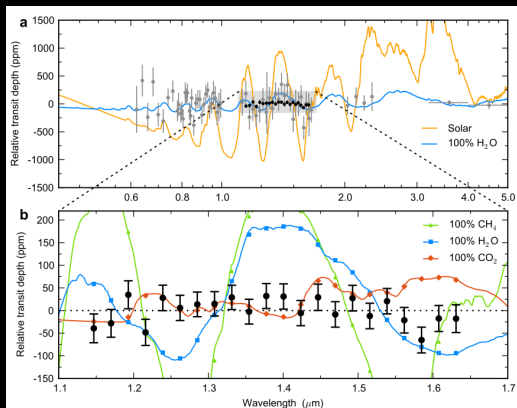 a
Relative transit depth (ppm)
1500
1000
500
0
-500
-1000
-1500
Solar
100% H₂O
0.6
0.8
1.0
2.0
3.0
4.0
5.0
b
Relative transit depth (ppm)
200
150
100
50
0
-50
-100
-150
100% CH₄
100% H₂O
100% CO₂
1.1
1.2
1.3
1.4
1.5
1.6
1.7
Wavelength (μm)